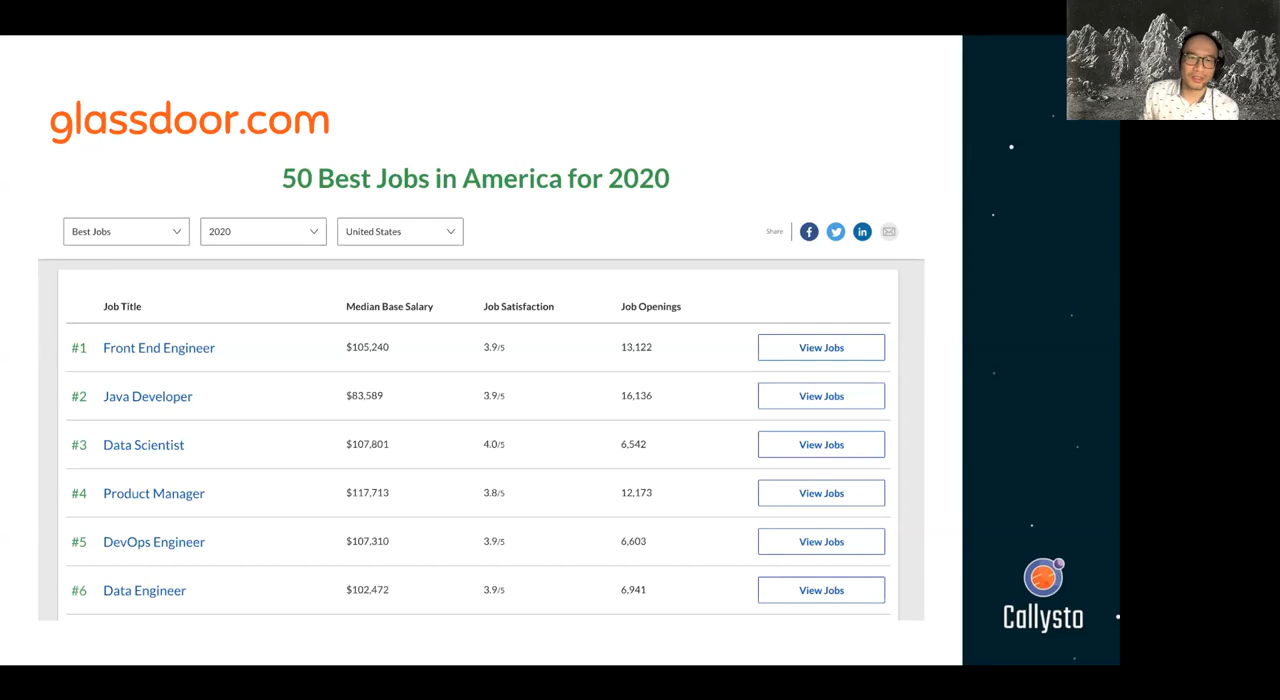 glassdoor.com
50 Best Jobs in America for 2020
Best Jobs 2020 United States Share
Job Title Median Base Salary Job Satisfaction Job Openings
#1 Front End Engineer $105,240 3.9/5 13,122 View Jobs
#2 Java Developer $83,589 3.9/5 16,136 View Jobs
#3 Data Scientist $107,801 4.0/5 6,542 View Jobs
#4 Product Manager $117,713 3.8/5 12,173 View Jobs
#5 DevOps Engineer $107,310 3.9/5 6,603 View Jobs
#6 Data Engineer $102,472 3.9/5 6,941 View Jobs
Callysto